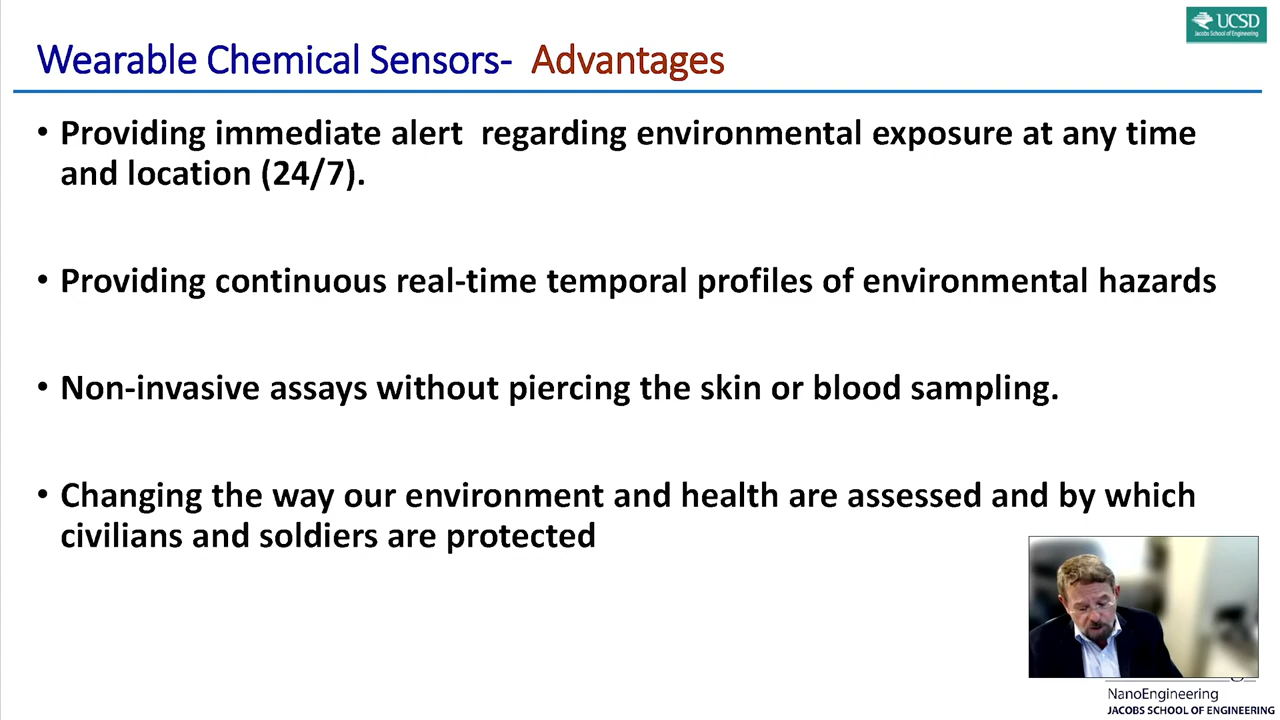 UCSD
Jacobs School of Engineering
Wearable Chemical Sensors- Advantages
• Providing immediate alert  regarding environmental exposure at any time
and location (24/7).
• Providing continuous real-time temporal profiles of environmental hazards
• Non-invasive assays without piercing the skin or blood sampling.
• Changing the way our environment and health are assessed and by which
civilians and soldiers are protected
NanoEngineering
JACOBS SCHOOL OF ENGINEERING